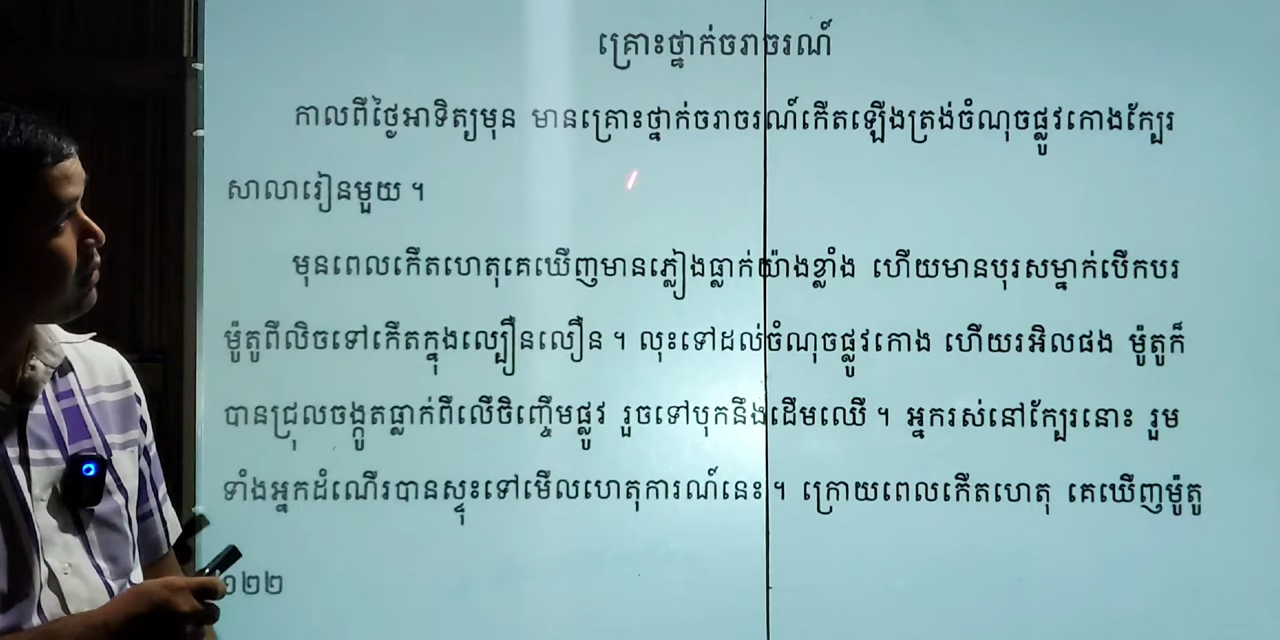 គ្រោះថ្នាក់ចរាចរណ៍
កាលពីថ្ងៃអាទិត្យមុន មានគ្រោះថ្នាក់ចរាចរណ៍កើតឡើងត្រង់ចំណុចផ្លូវកោងក្បែរ
សាលារៀនមួយ ។
មុនពេលកើតហេតុគេឃើញមានភ្លៀងធ្លាក់យ៉ាងខ្លាំង ហើយមានបុរសម្នាក់បើកបរ
ម៉ូតូពីលិចទៅកើតក្នុងល្បឿនលឿន ។ លុះទៅដល់ចំណុចផ្លូវកោង ហើយរអិលផង ម៉ូតូក៏
បានជ្រុលចង្កូតធ្លាក់ពីលើចិញ្ចើមផ្លូវ រួចទៅបុកនឹងដើមឈើ ។ អ្នករស់នៅក្បែរនោះ រួម
ទាំងអ្នកដំណើរបានស្ទុះទៅមើលហេតុការណ៍នេះ ។ ក្រោយពេលកើតហេតុ គេឃើញម៉ូតូ
១២២